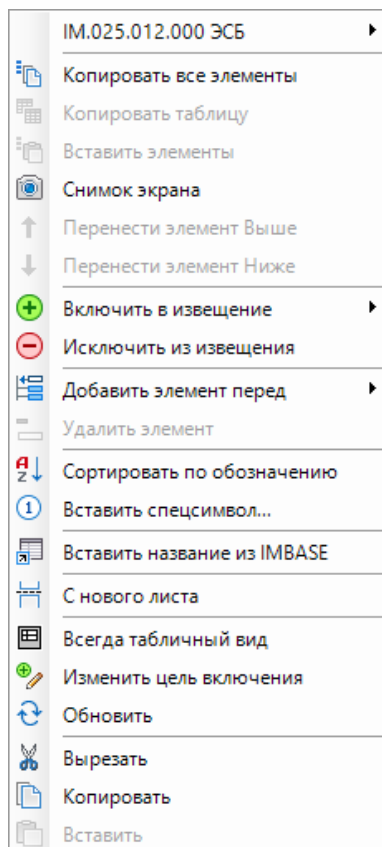 IM.025.012.000 ЭСБ
Копировать все элементы
Копировать таблицу
Вставить элементы
Снимок экрана
Перенести элемент Выше
Перенести элемент Ниже
Включить в извещение
Исключить из извещения
Добавить элемент перед
Удалить элемент
Сортировать по обозначению
Вставить спецсимвол...
Вставить название из IMBASE
С нового листа
Всегда табличный вид
Изменить цель включения
Обновить
Вырезать
Копировать
Вставить